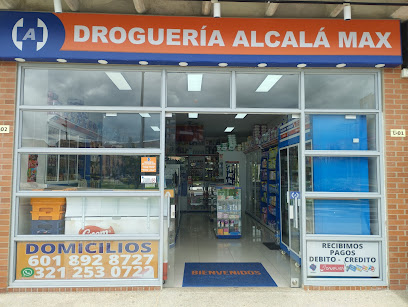 A
DROGUERÍA ALCALÁ MAX
DOMICILIOS
601 892 8727
321 253 0722
BIENVENIDOS
RECIBIMOS
PAGOS
DEBITO - CREDITO